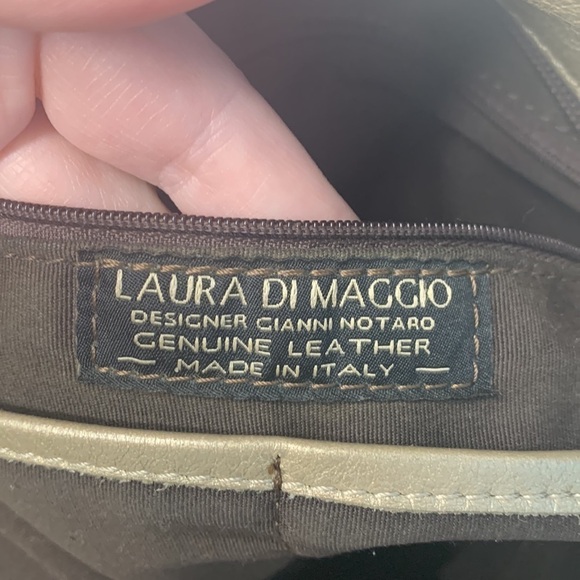 LAURA DI MAGGIO
DESIGNER GIANNI NOTARO
GENUINE LEATHER
— MADE IN ITALY —